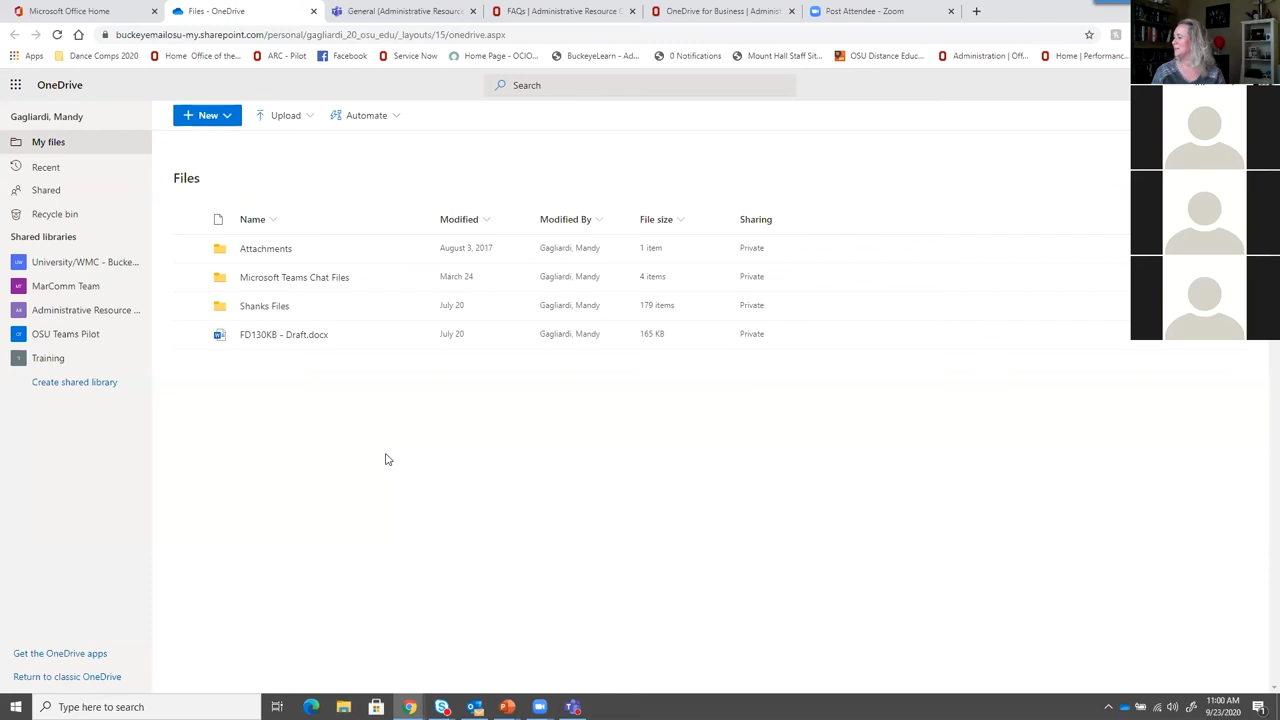 Microsoft Office Home
Files - OneDrive
General (Administrative Resource
FAQs | Administrative Resource C
OneDrive for Business | Administ
Post Attendee - Zoom
buckeyemailosu-my.sharepoint.com/personal/gagliardi_20_osu_edu/_layouts/15/onedrive.aspx
Apps
Dance Comps 2020
Home Office of the...
ARC - Pilot
Facebook
Service Now
Home Page - OCIO...
BuckeyeLearn - Ad...
0 Notifications
Mount Hall Staff Sit...
OSU Distance Educ...
Administration | Off...
Home | Performanc...
OneDrive
Search
Gagliardi, Mandy
New
Upload
Automate
My files
Recent
Shared
Recycle bin
Shared libraries
UW University/WMC - Bucke...
MT MarComm Team
AR Administrative Resource ...
OSU Teams Pilot
T Training
Create shared library
Files
Name Modified Modified By File size Sharing
Attachments August 3, 2017 Gagliardi, Mandy 1 item Private
Microsoft Teams Chat Files March 24 Gagliardi, Mandy 4 items Private
Shanks Files July 20 Gagliardi, Mandy 179 items Private
FD130KB - Draft.docx July 20 Gagliardi, Mandy 165 KB Private
Get the OneDrive apps
Return to classic OneDrive
Type here to search
11:00 AM
9/23/2020